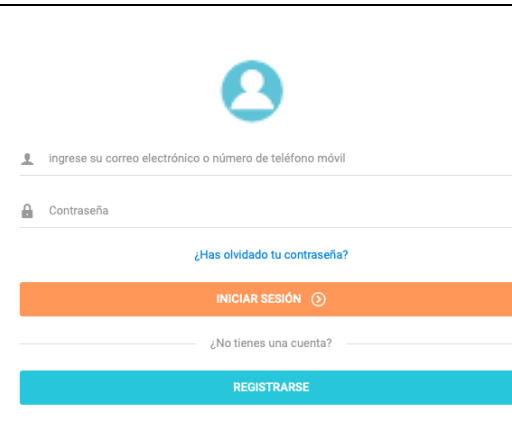 ingrese su correo electrónico o número de teléfono móvil
Contraseña
¿Has olvidado tu contraseña?
INICIAR SESIÓN
¿No tienes una cuenta?
REGISTRARSE